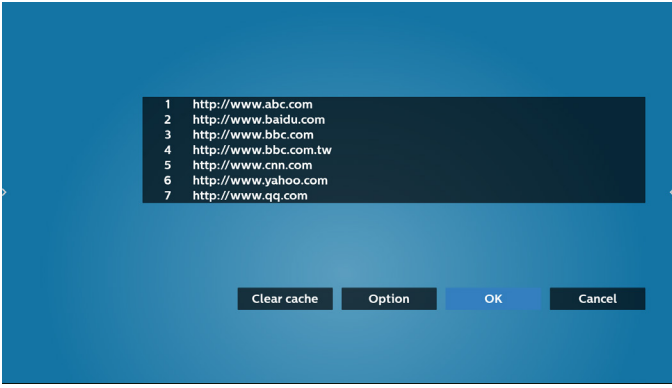 1 http://www.abc.com
2 http://www.baidu.com
3 http://www.bbc.com
4 http://www.bbc.com.tw
5 http://www.cnn.com
6 http://www.yahoo.com
7 http://www.qq.com
Clear cache Option OK Cancel